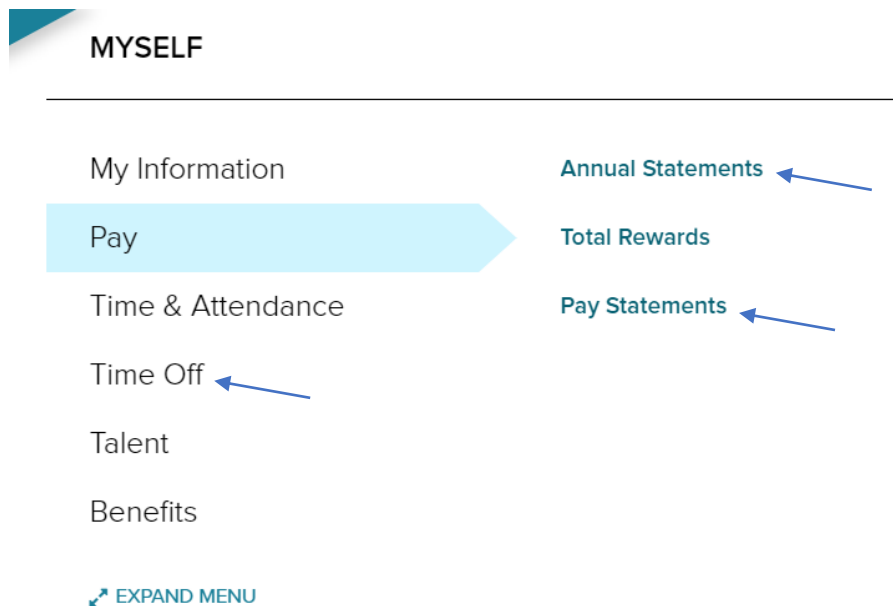 MYSELF
My Information
Pay
Time & Attendance
Time Off
Talent
Benefits
EXPAND MENU
Annual Statements
Total Rewards
Pay Statements